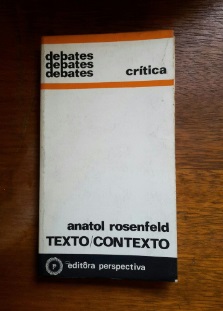 debates
debates
debates
crítica
anatol rosenfeld
TEXTO/CONTEXTO
editôra perspectiva